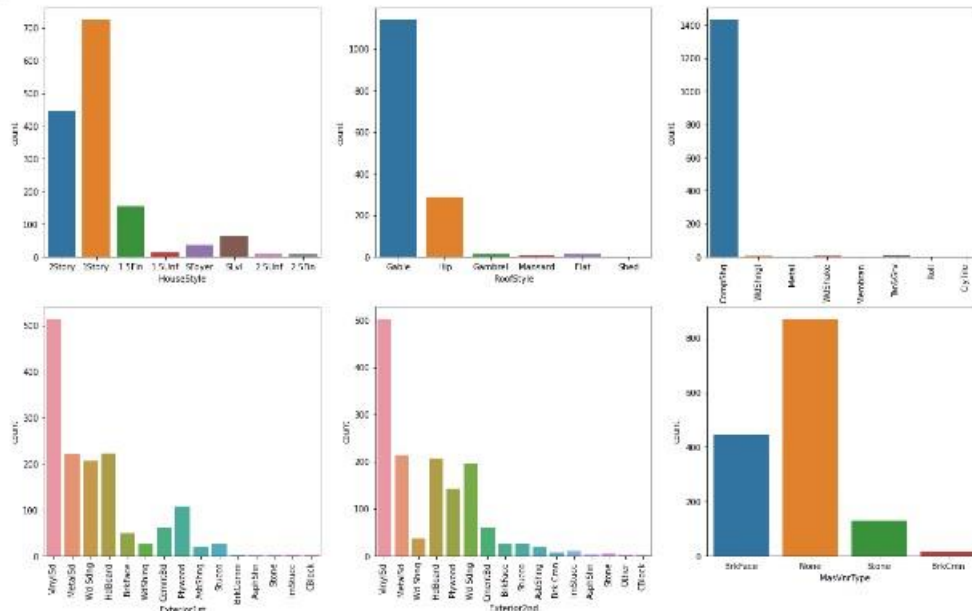 700
600
500
400
300
200
100
0
count
2Story 1Story 1.5Fin 1.5Unf SFoyer SLvl 2.5Unf 2.5Fin
HouseStyle
1000
800
600
400
200
0
count
Gable Hip Gambrel Mansard Flat Shed
RoofStyle
1400
1200
1000
800
600
400
200
0
count
CompShg
WdShngl
Metal
WdShake
Membran
Tar&Grv
Roll
ClyTile
500
400
300
200
100
0
count
VinylSd
MetalSd
Wd Sdng
HdBoard
BrkFace
WdShing
CemntBd
Plywood
AsbShng
Stucco
BrkComm
AsphShn
Stone
ImStucc
CBlock
Exterior1st
500
400
300
200
100
0
count
VinylSd
MetalSd
Wd Shng
HdBoard
Plywood
Wd Sdng
CmentBd
BrkFace
Stucco
AsbShng
Brk Cmn
ImStucc
AsphShn
Stone
Other
CBlock
Exterior2nd
800
600
400
200
0
count
BrkFace None Stone BrkCmn
MasVnrType